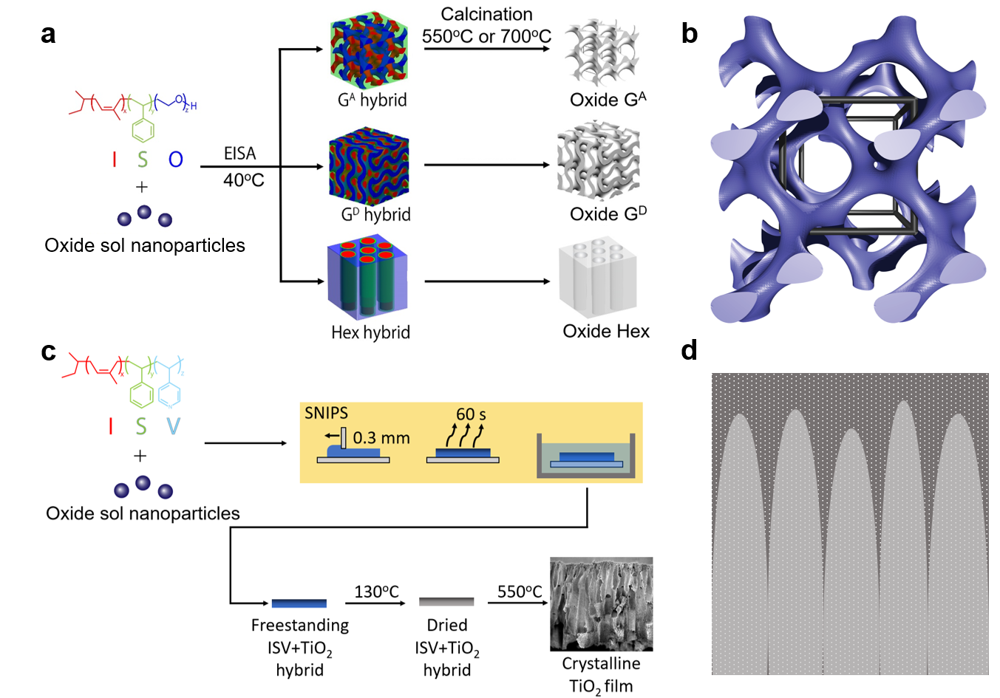 a
Calcination
550°C or 700°C
Gᴬ hybrid
Oxide Gᴬ
x
y
O
z
H
I S O
+
Oxide sol nanoparticles
EISA
40°C
Gᴰ hybrid
Oxide Gᴰ
Hex hybrid
Oxide Hex
b
c
x
y
z
N
I S V
+
Oxide sol nanoparticles
SNIPS
0.3 mm
60 s
130°C
550°C
Freestanding
ISV+TiO₂
hybrid
Dried
ISV+TiO₂
hybrid
Crystalline
TiO₂ film
d